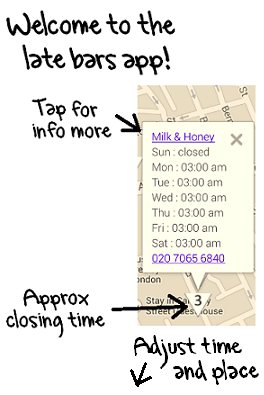 Welcome to the
late bars app!
Tap for
info more
Milk & Honey
Sun : closed
Mon : 03:00 am
Tue : 03:00 am
Wed : 03:00 am
Thu : 03:00 am
Fri : 03:00 am
Sat : 03:00 am
020 7065 6840
ondon
Approx
closing time
3
Stay in
Street Gues house
Adjust time
and place